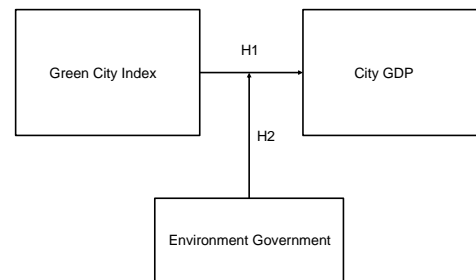 H1
Green City Index
City GDP
H2
Environment Government